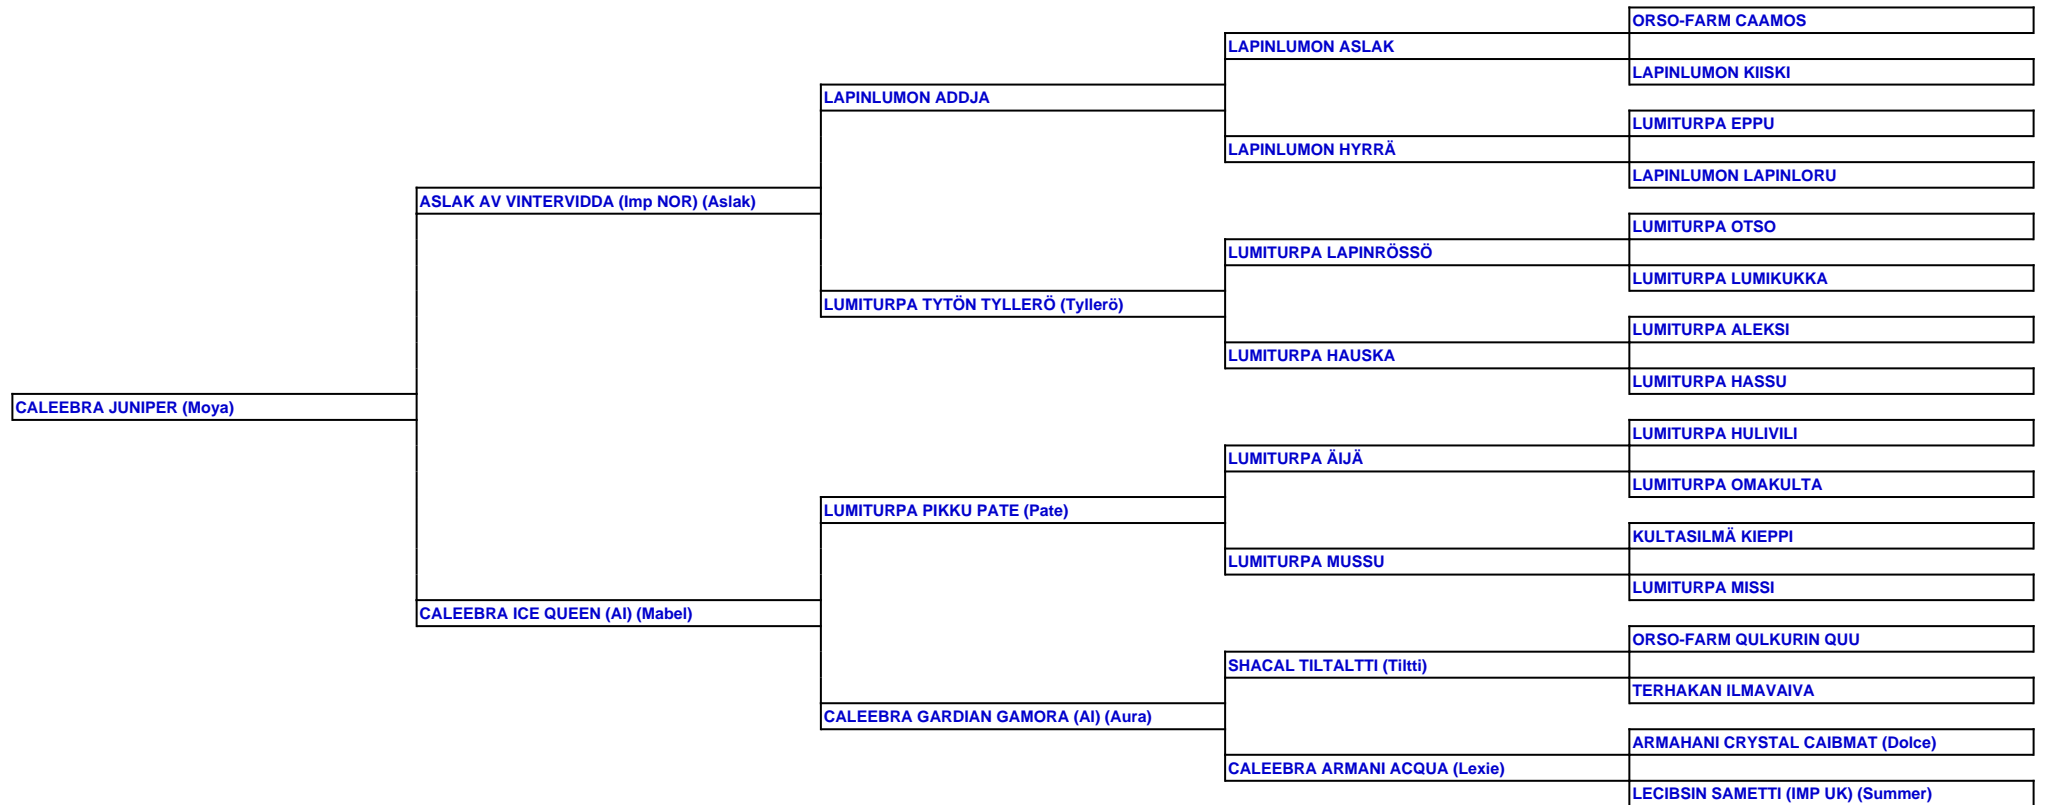 ORSO-FARM CAAMOS
LAPINLUMON ASLAK
LAPINLUMON KIISKI
LAPINLUMON ADDJA
LUMITURPA EPPU
LAPINLUMON HYRRÄ
LAPINLUMON LAPINLORU
ASLAK AV VINTERVIDDA (Imp NOR) (Aslak)
LUMITURPA OTSO
LUMITURPA LAPINRÖSSÖ
LUMITURPA LUMIKUKKA
LUMITURPA TYTÖN TYLLERÖ (Tyllerö)
LUMITURPA ALEKSI
LUMITURPA HAUSKA
LUMITURPA HASSU
CALEEBRA JUNIPER (Moya)
LUMITURPA HULIVILI
LUMITURPA ÄIJÄ
LUMITURPA OMAKULTA
LUMITURPA PIKKU PATE (Pate)
KULTASILMÄ KIEPPI
LUMITURPA MUSSU
LUMITURPA MISSI
CALEEBRA ICE QUEEN (AI) (Mabel)
ORSO-FARM QULKURIN QUU
SHACAL TILTALTTI (Tiltti)
TERHAKAN ILMAVAIVA
CALEEBRA GARDIAN GAMORA (AI) (Aura)
ARMAHANI CRYSTAL CAIBMAT (Dolce)
CALEEBRA ARMANI ACQUA (Lexie)
LECIBSIN SAMETTI (IMP UK) (Summer)